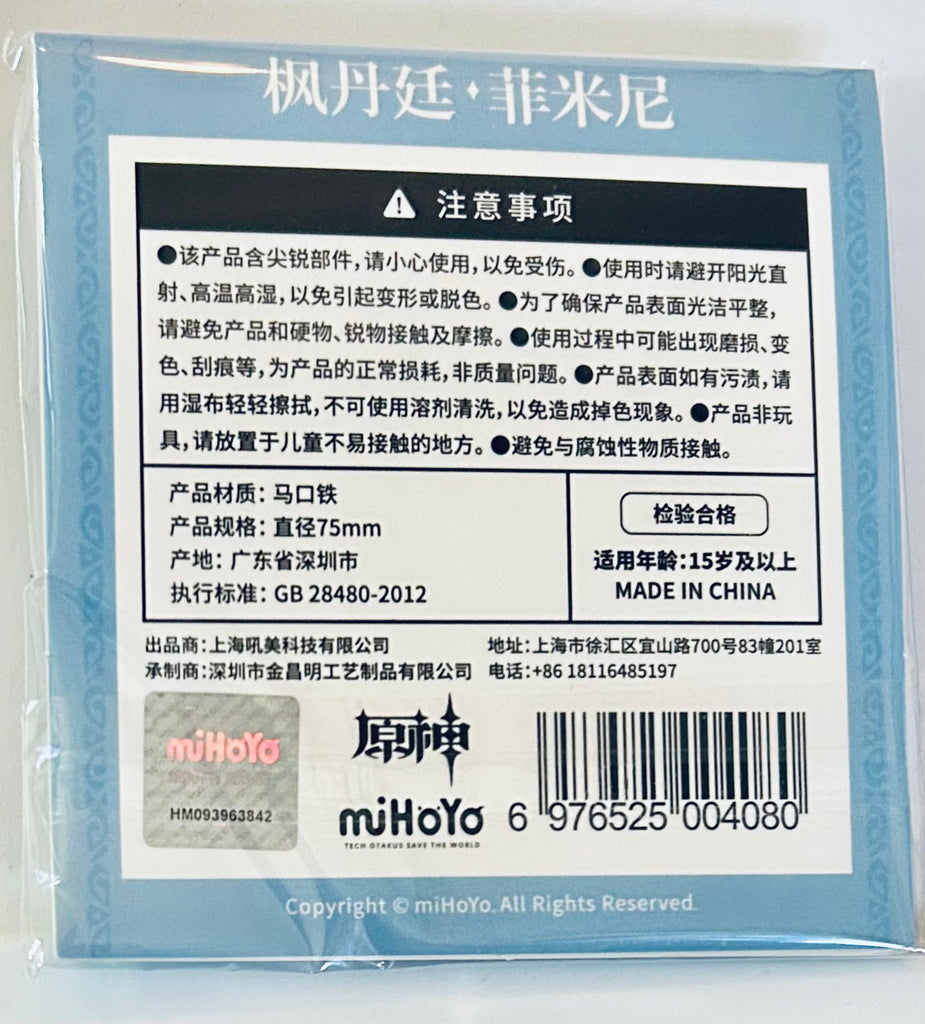 枫丹廷·菲米尼
注意事项
●该产品含尖锐部件，请小心使用，以免受伤。●使用时请避开阳光直
射、高温高湿，以免引起变形或脱色。●为了确保产品表面光洁平整，
请避免产品和硬物、锐物接触及摩擦。●使用过程中可能出现磨损、变
色、刮痕等，为产品的正常损耗，非质量问题。●产品表面如有污渍，请
用湿布轻轻擦拭，不可使用溶剂清洗，以免造成掉色现象。●产品非玩
具，请放置于儿童不易接触的地方。●避免与腐蚀性物质接触。
产品材质：马口铁
产品规格：直径75mm
产地：广东省深圳市
执行标准：GB 28480-2012
检验合格
适用年龄：15岁及以上
MADE IN CHINA
出品商：上海吼美科技有限公司
地址：上海市徐汇区宜山路700号83幢201室
承制商：深圳市金昌明工艺制品有限公司
电话：+86 18116485197
miHoYo
HM093963842
原神
miHoYo
TECH OTAKUS SAVE THE WORLD
6 976525 004080
Copyright © miHoYo. All Rights Reserved.